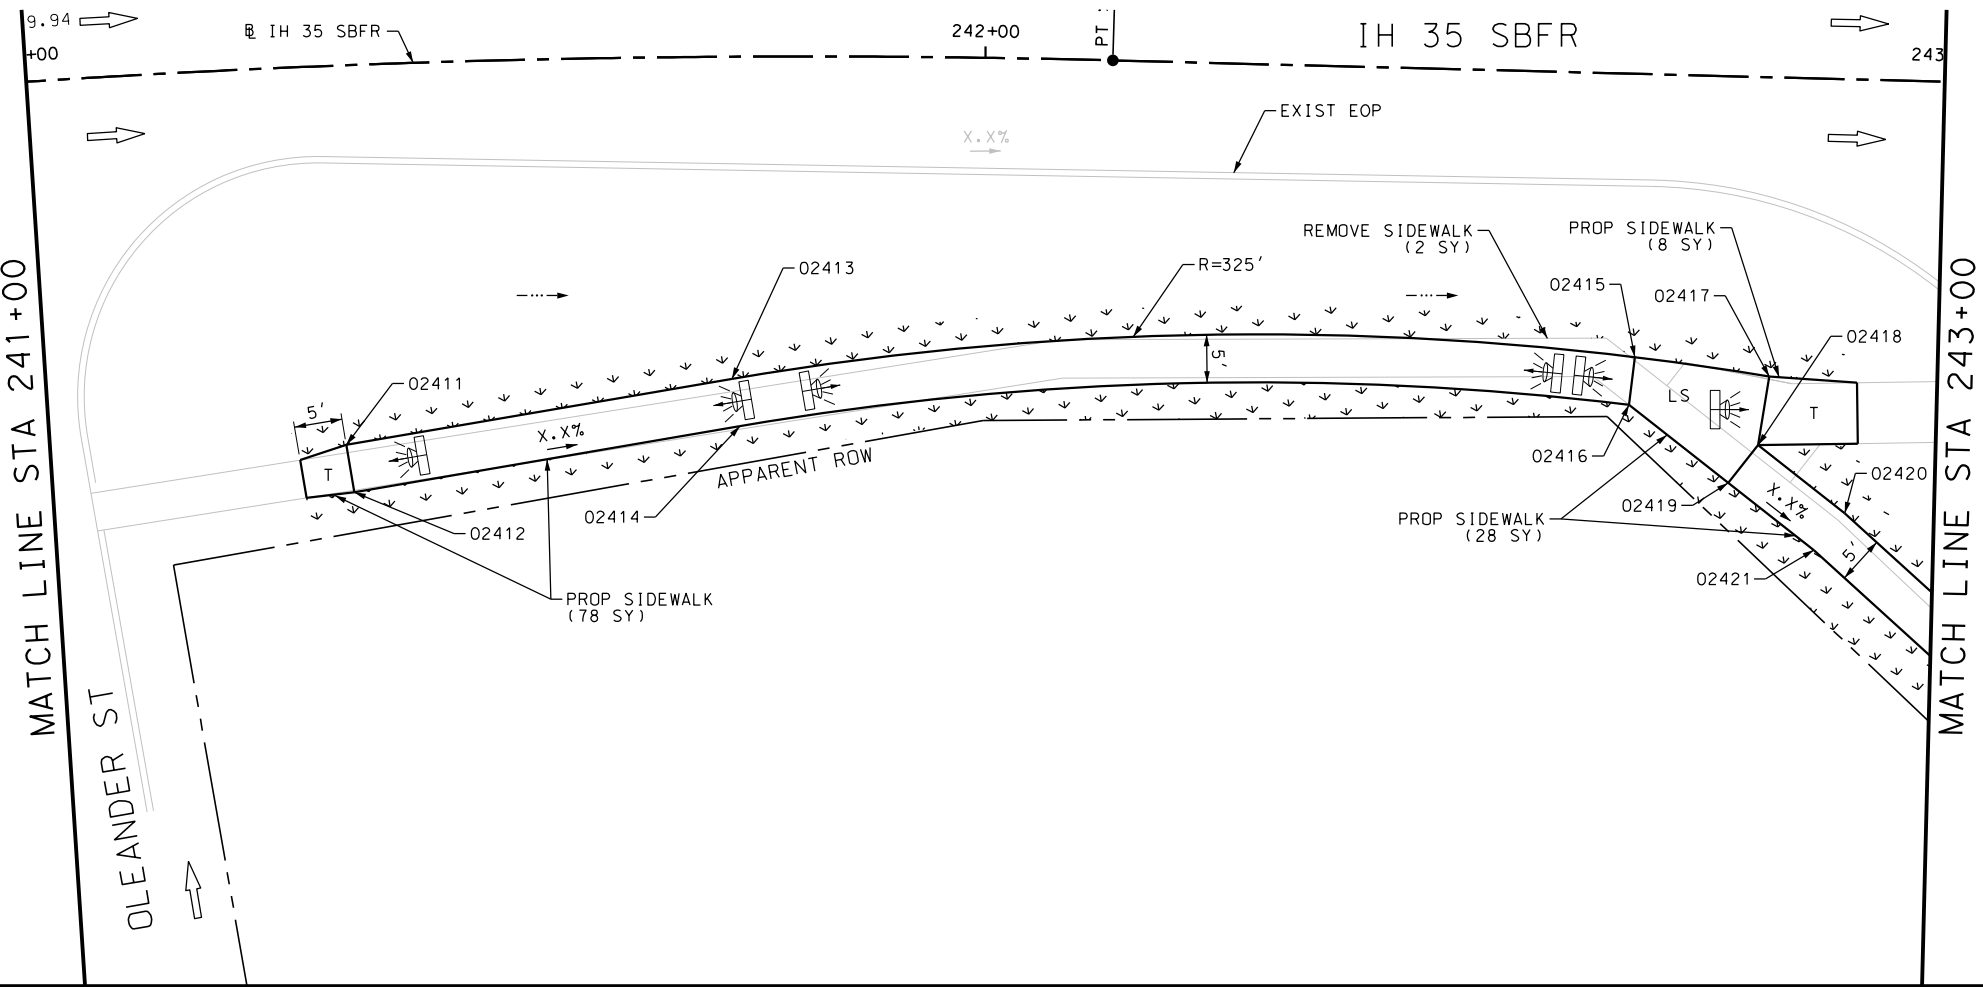 9.94
+00
B IH 35 SBFR
242+00
PT
IH 35 SBFR
243
EXIST EOP
X.X%
REMOVE SIDEWALK
(2 SY)
PROP SIDEWALK
(8 SY)
02413
R=325'
02415
02417
02418
02411
5'
5'
LS
T
T
X.X%
APPARENT ROW
02416
02420
02414
02412
02419
X.X%
PROP SIDEWALK
(28 SY)
5'
02421
PROP SIDEWALK
(78 SY)
MATCH LINE STA 241+00
MATCH LINE STA 243+00
OLEANDER ST